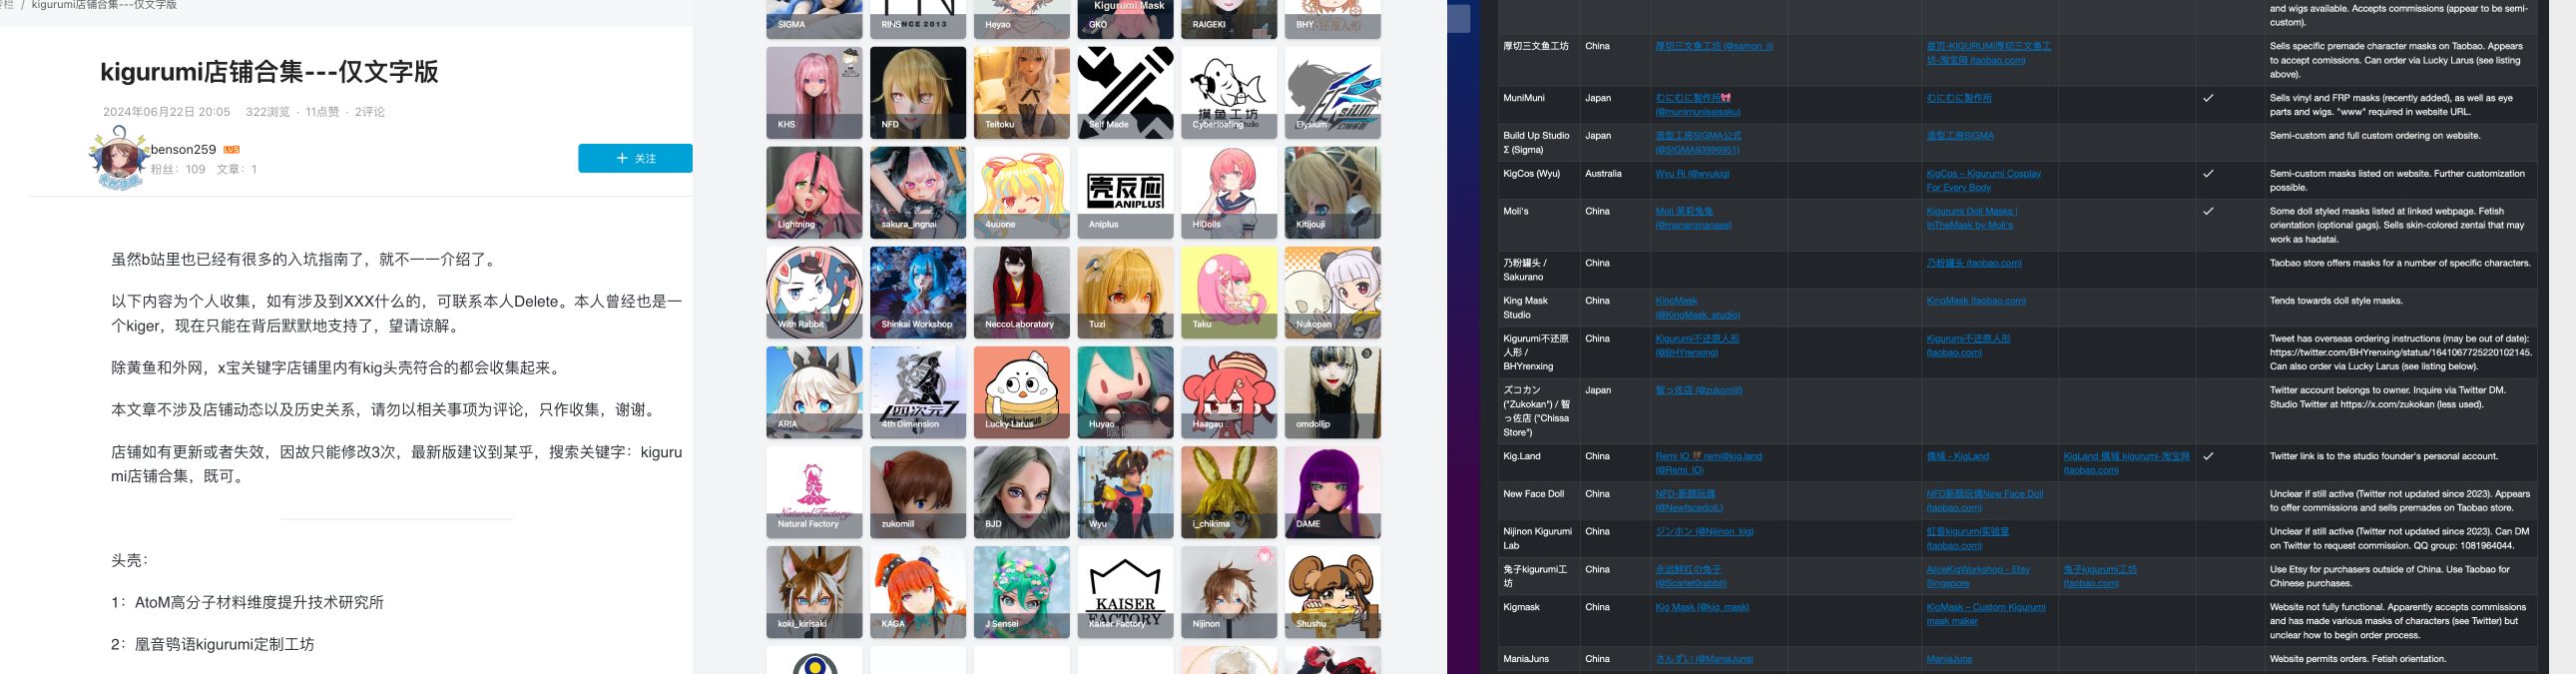 专栏 / kigurumi店铺合集---仅文字版
kigurumi店铺合集---仅文字版
2024年06月22日 20:05 322浏览 · 11点赞 · 2评论
benson259 LV5
粉丝：109 文章：1
关注
虽然b站里也已经有很多的入坑指南了，就不一一介绍了。
以下内容为个人收集，如有涉及到XXX什么的，可联系本人Delete。本人曾经也是一
个kiger，现在只能在背后默默地支持了，望请谅解。
除黄鱼和外网，x宝关键字店铺里内有kig头壳符合的都会收集起来。
本文章不涉及店铺动态以及历史关系，请勿以相关事项为评论，只作收集，谢谢。
店铺如有更新或者失效，因故只能修改3次，最新版建议到某乎，搜索关键字：kiguru
mi店铺合集，既可。
头壳：
1：AtoM高分子材料维度提升技术研究所
2：凰音鸮语kigurumi定制工坊
SIGMA
RINS
NCE 2013
Heyao
Kigurumi Mask
GKO
RAIGEKI
BHY
还原人形
KHS
NFD
Teitoku
Self Made
摸鱼工坊
Cyberloafing
Elysium
Lightning
sakura_ingnai
4uuone
壳反应
ANIPLUS
Aniplus
HiDolls
Kitijouji
With Rabbit
Shinkai Workshop
NeccoLaboratory
Tuzi
Taku
Nukopan
ARIA
4th Dimension
Lucky Larus
Huyao
Haagau
omdolljp
Natural Factory
zukomill
BJD
Wyu
i_chikima
DAME
koki_kirisaki
KAGA
J Sensei
KAISER
FACTORY
Kaiser Factory
Nijinon
Shushu
and wigs available. Accepts commissions (appear to be semi-
custom).
厚切三文鱼工坊 China 厚切三文鱼工坊 (@samon_ii) 首页-KIGURUMI厚切三文鱼工
坊-淘宝网 (taobao.com) Sells specific premade character masks on Taobao. Appears
to accept comissions. Can order via Lucky Larus (see listing
above).
MuniMuni Japan むにむに製作所🎀
(@munimuniseisaku) むにむに製作所 ✓ Sells vinyl and FRP masks (recently added), as well as eye
parts and wigs. "www" required in website URL.
Build Up Studio
Σ (Sigma) Japan 造型工房SIGMA公式
(@SIGMA93996951) 造型工房SIGMA Semi-custom and full custom ordering on website.
KigCos (Wyu) Australia Wyu Ri (@wyukig) KigCos – Kigurumi Cosplay
For Every Body ✓ Semi-custom masks listed on website. Further customization
possible.
Moli's China Moli 茉莉兔兔
(@manaminanase) Kigurumi Doll Masks |
InTheMask by Moli's ✓ Some doll styled masks listed at linked webpage. Fetish
orientation (optional gags). Sells skin-colored zentai that may
work as hadatai.
乃粉罐头 /
Sakurano China 乃粉罐头 (taobao.com) Taobao store offers masks for a number of specific characters.
King Mask
Studio China KingMask
(@KingMask_studio) KingMask (taobao.com) Tends towards doll style masks.
Kigurumi不还原
人形 /
BHYrenxing China Kigurumi不还原人形
(@BHYrenxing) Kigurumi不还原人形
(taobao.com) Tweet has overseas ordering instructions (may be out of date):
https://twitter.com/BHYrenxing/status/1641067725220102145.
Can also order via Lucky Larus (see listing below).
ズコカン
("Zukokan") / 智
っ佐店 ("Chissa
Store") Japan 智っ佐店 (@zukomill) Twitter account belongs to owner. Inquire via Twitter DM.
Studio Twitter at https://x.com/zukokan (less used).
Kig.Land China Remi IO remi@kig.land
(@Remi_IO) 偶域 - KigLand KigLand 偶域 kigurumi-淘宝网
(taobao.com) ✓ Twitter link is to the studio founder's personal account.
New Face Doll China NFD-新颜玩偶
(@NewfacedolL) NFD新颜玩偶New Face Doll
(taobao.com) Unclear if still active (Twitter not updated since 2023). Appears
to offer commissions and sells premades on Taobao store.
Nijinon Kigurumi
Lab China ジンホン (@Nijinon_kig) 虹音kigurumi实验室
(taobao.com) Unclear if still active (Twitter not updated since 2023). Can DM
on Twitter to request commission. QQ group: 1081964044.
兔子kigurumi工
坊 China 永远鲜红の兔子
(@Scarlet0rabbit) AliceKigWorkshop - Etsy
Singapore 兔子kigurumi工坊
(taobao.com) Use Etsy for purchasers outside of China. Use Taobao for
Chinese purchases.
Kigmask China Kig Mask (@kig_mask) KigMask – Custom Kigurumi
mask maker Website not fully functional. Apparently accepts commissions
and has made various masks of characters (see Twitter) but
unclear how to begin order process.
ManiaJuns China さんずい (@ManiaJuns) ManiaJuns Website permits orders. Fetish orientation.